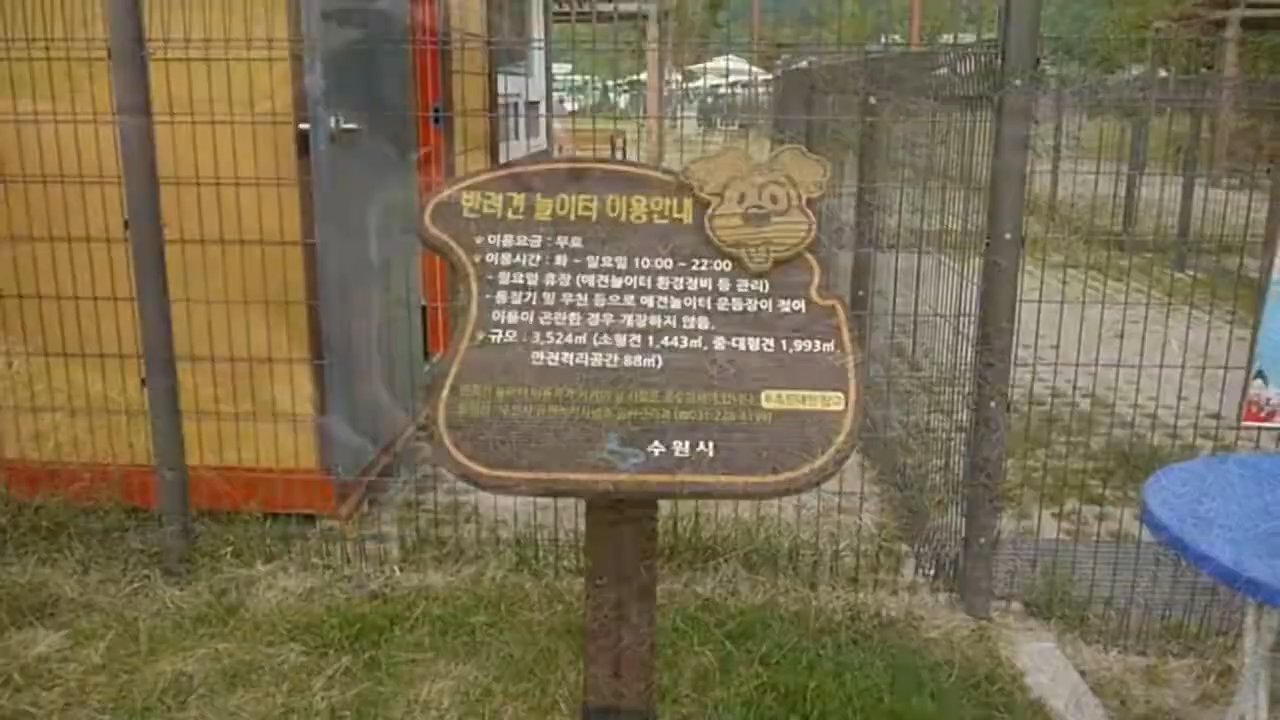 반려견 놀이터 이용안내
이용요금 : 무료
이용시간 : 화 ~ 일요일 10:00 ~ 22:00
- 월요일 휴장 (애견놀이터 환경정비 등 관리)
- 동절기 및 우천 등으로 애견놀이터 운동장이 젖어
이용이 곤란한 경우 개장하지 않음.
규모 : 3,524㎡ (소형견 1,443㎡, 중·대형견 1,993㎡,
안전격리공간 88㎡)
수원시